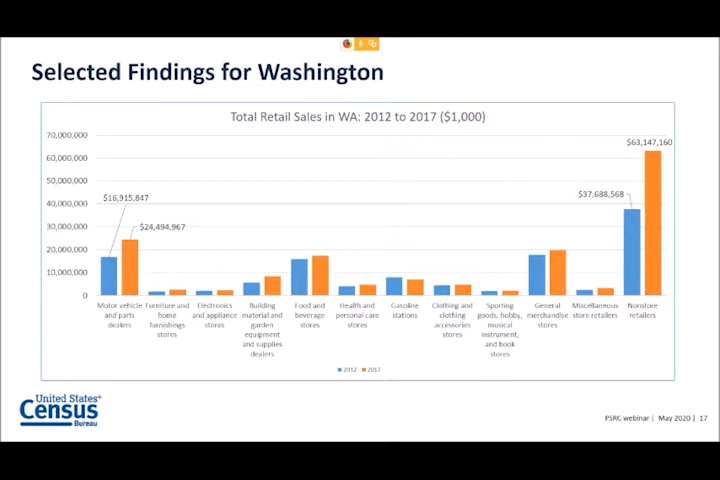 Selected Findings for Washington
Total Retail Sales in WA: 2012 to 2017 ($1,000)
70,000,000
60,000,000
50,000,000
40,000,000
30,000,000
20,000,000
10,000,000
0
$16,915,847
$24,494,967
$37,688,568
$63,147,160
Motor vehicle
and parts
dealers
Furniture and
home
furnishings
stores
Electronics
and appliance
stores
Building
material and
garden
equipment
and supplies
dealers
Food and
beverage
stores
Health and
personal care
stores
Gasoline
stations
Clothing and
clothing
accessories
stores
Sporting
goods, hobby,
musical
instrument,
and book
stores
General
merchandise
stores
Miscellaneous
store retailers
Nonstore
retailers
2012 2017
United States®
Census
Bureau
PSRC webinar | May 2020 | 17